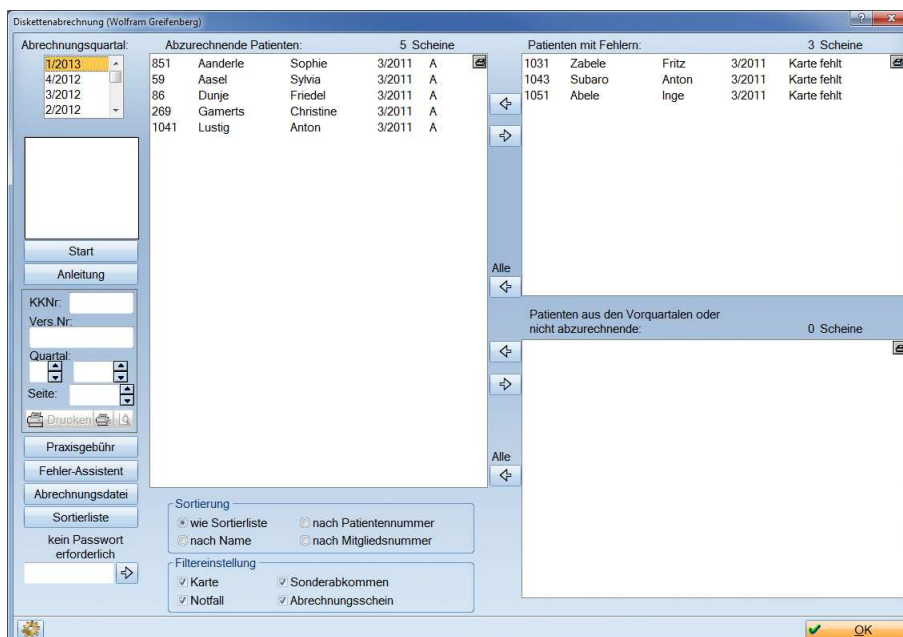 Diskettenabrechnung (Wolfram Greifenberg)
Abrechnungsquartal:
1/2013
4/2012
3/2012
2/2012
Start
Anleitung
KKNr:
Vers.Nr:
Quartal:
Seite:
Drucken
Praxisgebühr
Fehler-Assistent
Abrechnungsdatei
Sortierliste
kein Passwort
erforderlich
Abzurechnende Patienten: 5 Scheine
851 Aanderle Sophie 3/2011 A
59 Aasel Sylvia 3/2011 A
86 Dunje Friedel 3/2011 A
269 Gamerts Christine 3/2011 A
1041 Lustig Anton 3/2011 A
Sortierung
wie Sortierliste nach Patientennummer
nach Name nach Mitgliedsnummer
Filtereinstellung
Karte Sonderabkommen
Notfall Abrechnungsschein
Alle
Alle
Patienten mit Fehlern: 3 Scheine
1031 Zabele Fritz 3/2011 Karte fehlt
1043 Subaro Anton 3/2011 Karte fehlt
1051 Abele Inge 3/2011 Karte fehlt
Patienten aus den Vorquartalen oder
nicht abzurechnende: 0 Scheine
OK